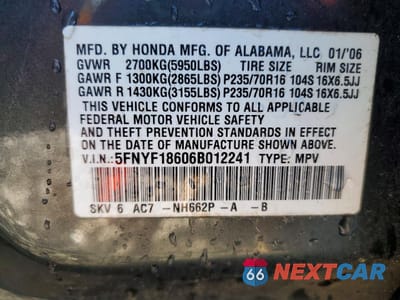 MFD. BY HONDA MFG. OF ALABAMA, LLC 01/'06
GVWR 2700KG(5950LBS) TIRE SIZE RIM SIZE
GAWR F 1300KG(2865LBS) P235/70R16 104S 16X6.5JJ
GAWR R 1430KG(3155LBS) P235/70R16 104S 16X6.5JJ
THIS VEHICLE CONFORMS TO ALL APPLICABLE
FEDERAL MOTOR VEHICLE SAFETY
AND THEFT PREVENTION STANDARDS IN EFFECT
ON THE DATE OF MANUFACTURE SHOWN ABOVE.
V.I.N.: 5FNYF18606B012241 TYPE: MPV
SKV 6 AC7 -NH662P -A -B
66 NEXTCAR